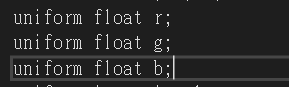 uniform float r;
uniform float g;
uniform float b;